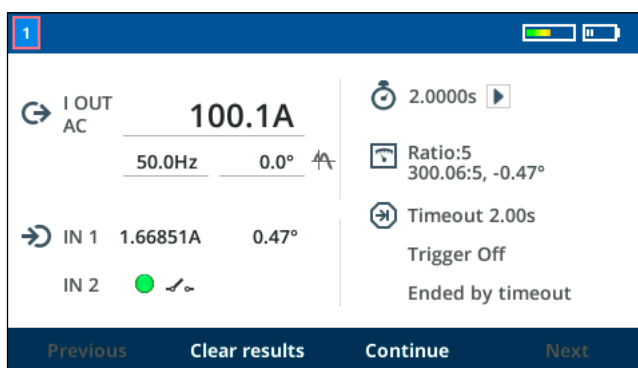 1
I OUT
AC
100.1A
50.0Hz 0.0°
IN 1 1.66851A 0.47°
IN 2
2.0000s
Ratio:5
300.06:5, -0.47°
Timeout 2.00s
Trigger Off
Ended by timeout
Previous Clear results Continue Next